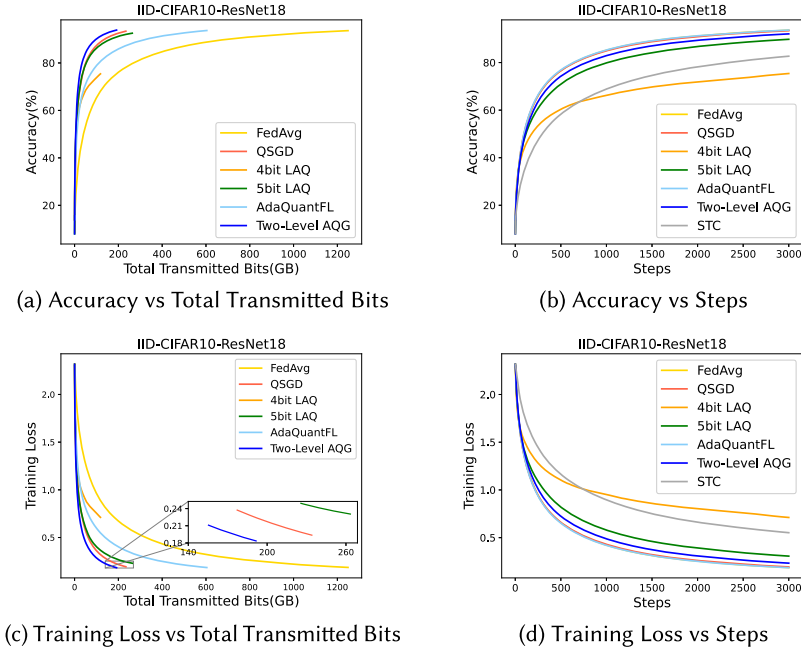 IID-CIFAR10-ResNet18
Accuracy(%)
80
60
40
20
FedAvg
QSGD
4bit LAQ
5bit LAQ
AdaQuantFL
Two-Level AQG
0 200 400 600 800 1000 1200
Total Transmitted Bits(GB)
(a) Accuracy vs Total Transmitted Bits
IID-CIFAR10-ResNet18
Accuracy(%)
80
60
40
20
FedAvg
QSGD
4bit LAQ
5bit LAQ
AdaQuantFL
Two-Level AQG
STC
0 500 1000 1500 2000 2500 3000
Steps
(b) Accuracy vs Steps
IID-CIFAR10-ResNet18
Training Loss
2.0
1.5
1.0
0.5
FedAvg
QSGD
4bit LAQ
5bit LAQ
AdaQuantFL
Two-Level AQG
0.24
0.21
0.18
140 200 260
0 200 400 600 800 1000 1200
Total Transmitted Bits(GB)
(c) Training Loss vs Total Transmitted Bits
IID-CIFAR10-ResNet18
Training Loss
2.0
1.5
1.0
0.5
FedAvg
QSGD
4bit LAQ
5bit LAQ
AdaQuantFL
Two-Level AQG
STC
0 500 1000 1500 2000 2500 3000
Steps
(d) Training Loss vs Steps